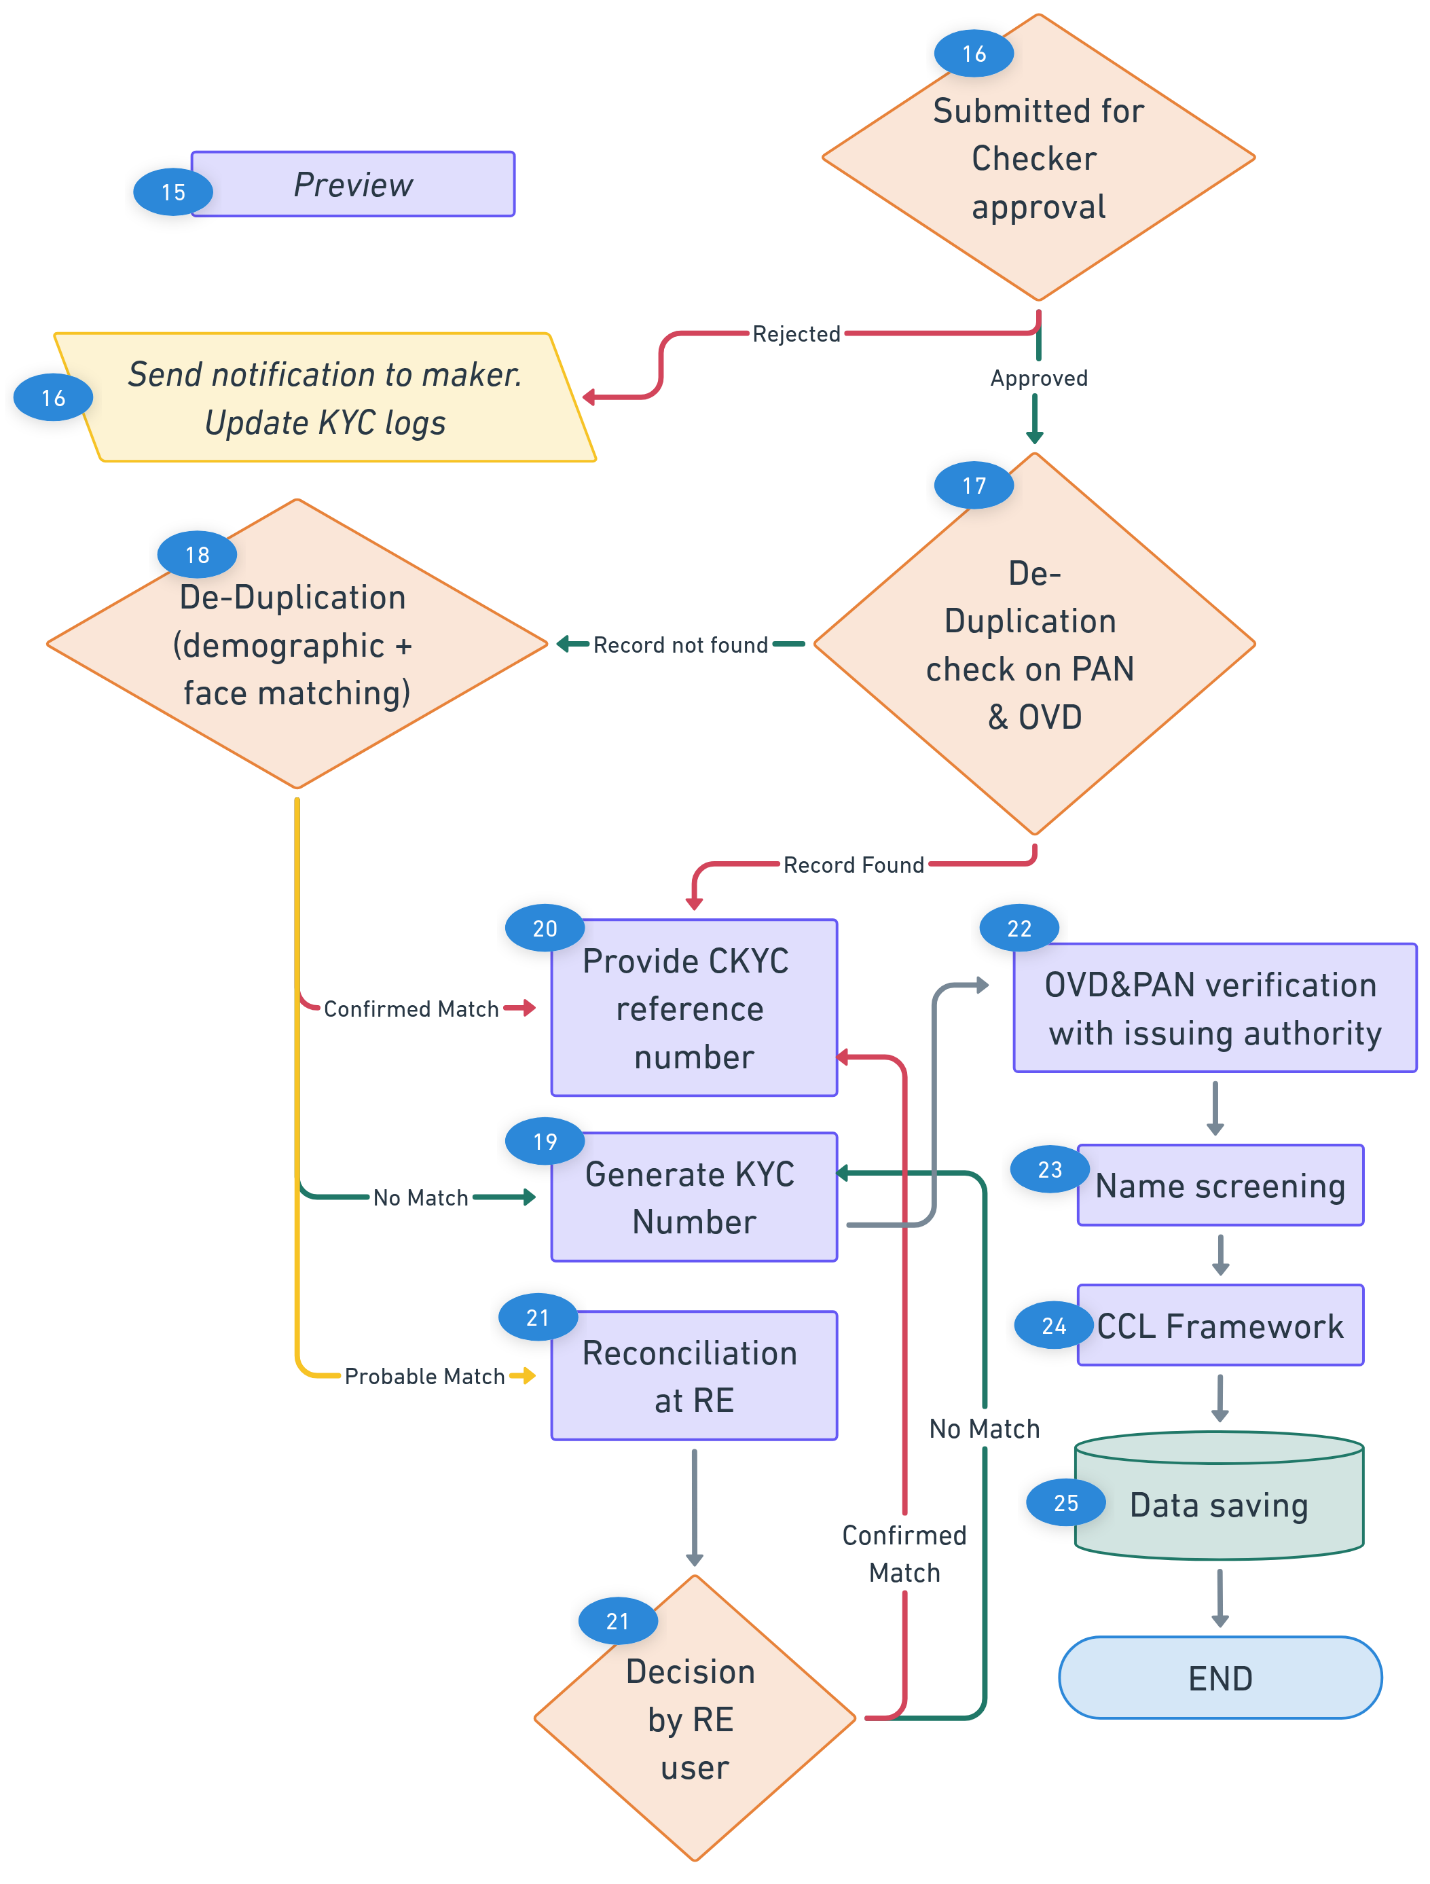 16
Submitted for
Checker
approval
15
Preview
Rejected
Approved
16
Send notification to maker.
Update KYC logs
17
De-
Duplication
check on PAN
& OVD
18
De-Duplication
(demographic +
face matching)
Record not found
Record Found
20
Provide CKYC
reference
number
22
OVD&PAN verification
with issuing authority
Confirmed Match
19
Generate KYC
Number
23
Name screening
No Match
21
Reconciliation
at RE
24
CCL Framework
Probable Match
No Match
25
Data saving
Confirmed
Match
21
Decision
by RE
user
END